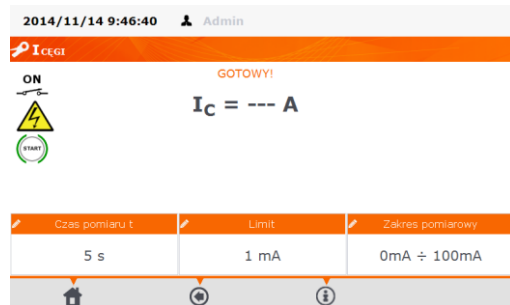 2014/11/14 9:46:40 Admin
I CĘGI
ON
GOTOWY!
IC = --- A
START
Czas pomiaru t Limit Zakres pomiarowy
5 s 1 mA 0mA ÷ 100mA